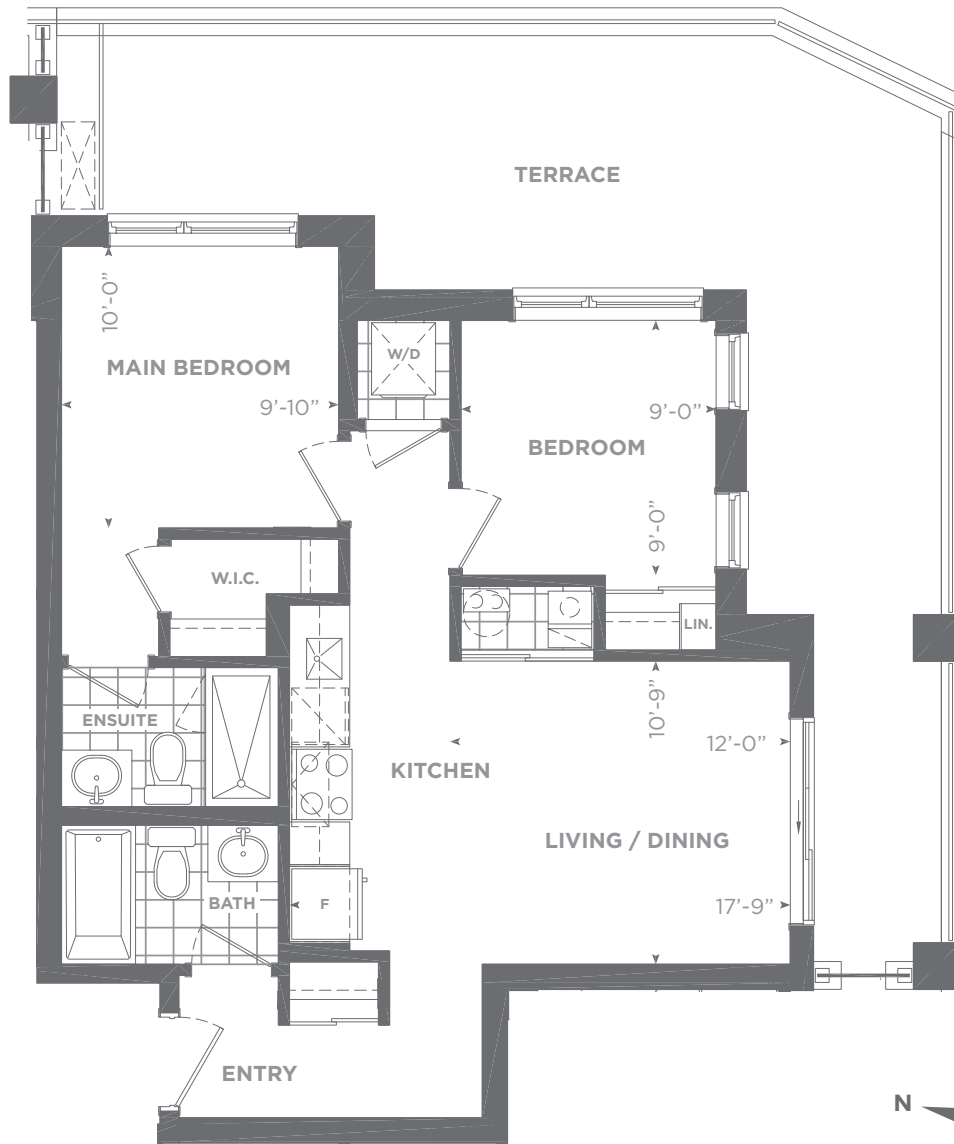 TERRACE
10’-0”
MAIN BEDROOM
9’-10”
W/D
9’-0”
BEDROOM
9’-0”
W.I.C.
LIN.
ENSUITE
10’-9”
12’-0”
KITCHEN
LIVING / DINING
BATH
F
17’-9”
ENTRY
N